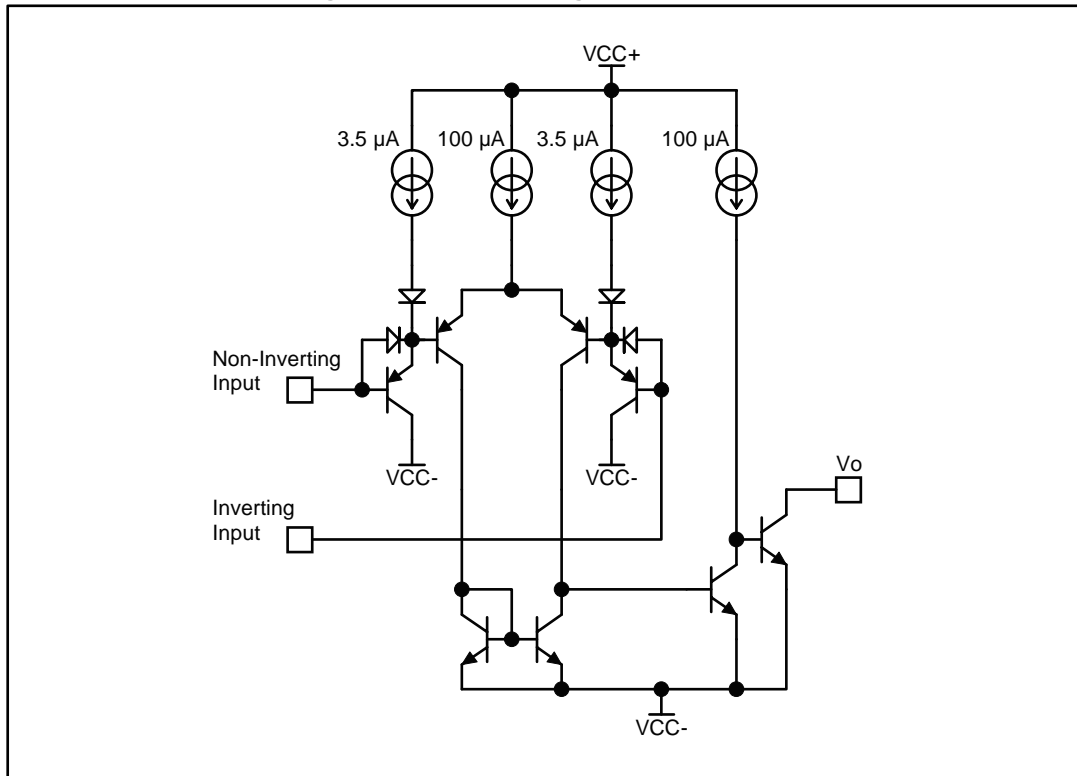 VCC+
3.5 µA
100 µA
3.5 µA
100 µA
Non-Inverting
Input
VCC-
VCC-
Vo
Inverting
Input
VCC-